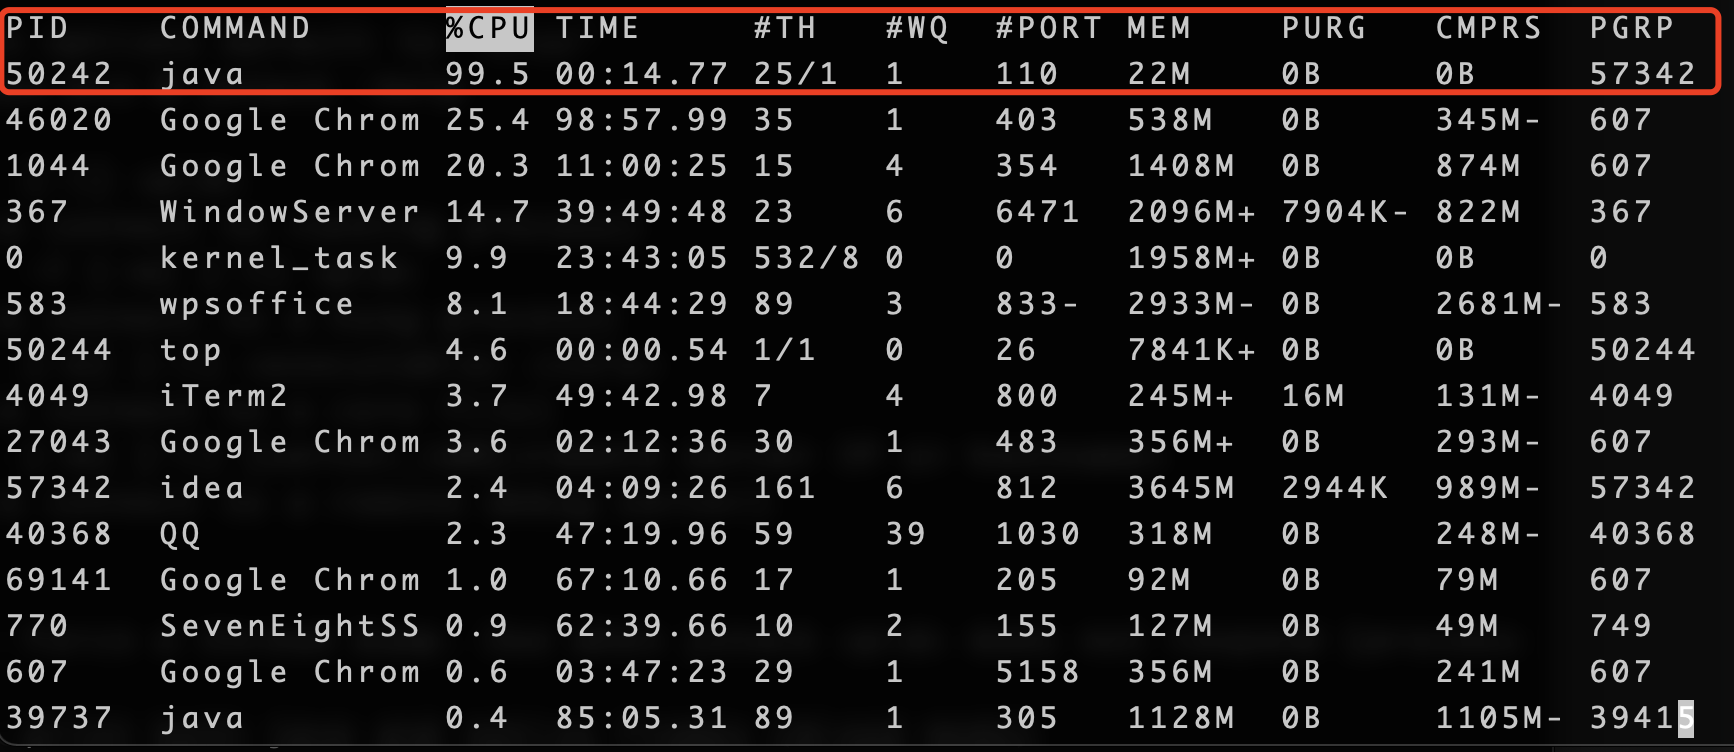 PID COMMAND %CPU TIME #TH #WQ #PORT MEM PURG CMPRS PGRP
50242 java 99.5 00:14.77 25/1 1 110 22M 0B 0B 57342
46020 Google Chrom 25.4 98:57.99 35 1 403 538M 0B 345M- 607
1044 Google Chrom 20.3 11:00:25 15 4 354 1408M 0B 874M 607
367 WindowServer 14.7 39:49:48 23 6 6471 2096M+ 7904K- 822M 367
0 kernel_task 9.9 23:43:05 532/8 0 0 1958M+ 0B 0B 0
583 wpsoffice 8.1 18:44:29 89 3 833- 2933M- 0B 2681M- 583
50244 top 4.6 00:00.54 1/1 0 26 7841K+ 0B 0B 50244
4049 iTerm2 3.7 49:42.98 7 4 800 245M+ 16M 131M- 4049
27043 Google Chrom 3.6 02:12:36 30 1 483 356M+ 0B 293M- 607
57342 idea 2.4 04:09:26 161 6 812 3645M 2944K 989M- 57342
40368 QQ 2.3 47:19.96 59 39 1030 318M 0B 248M- 40368
69141 Google Chrom 1.0 67:10.66 17 1 205 92M 0B 79M 607
770 SevenEightSS 0.9 62:39.66 10 2 155 127M 0B 49M 749
607 Google Chrom 0.6 03:47:23 29 1 5158 356M 0B 241M 607
39737 java 0.4 85:05.31 89 1 305 1128M 0B 1105M- 39415